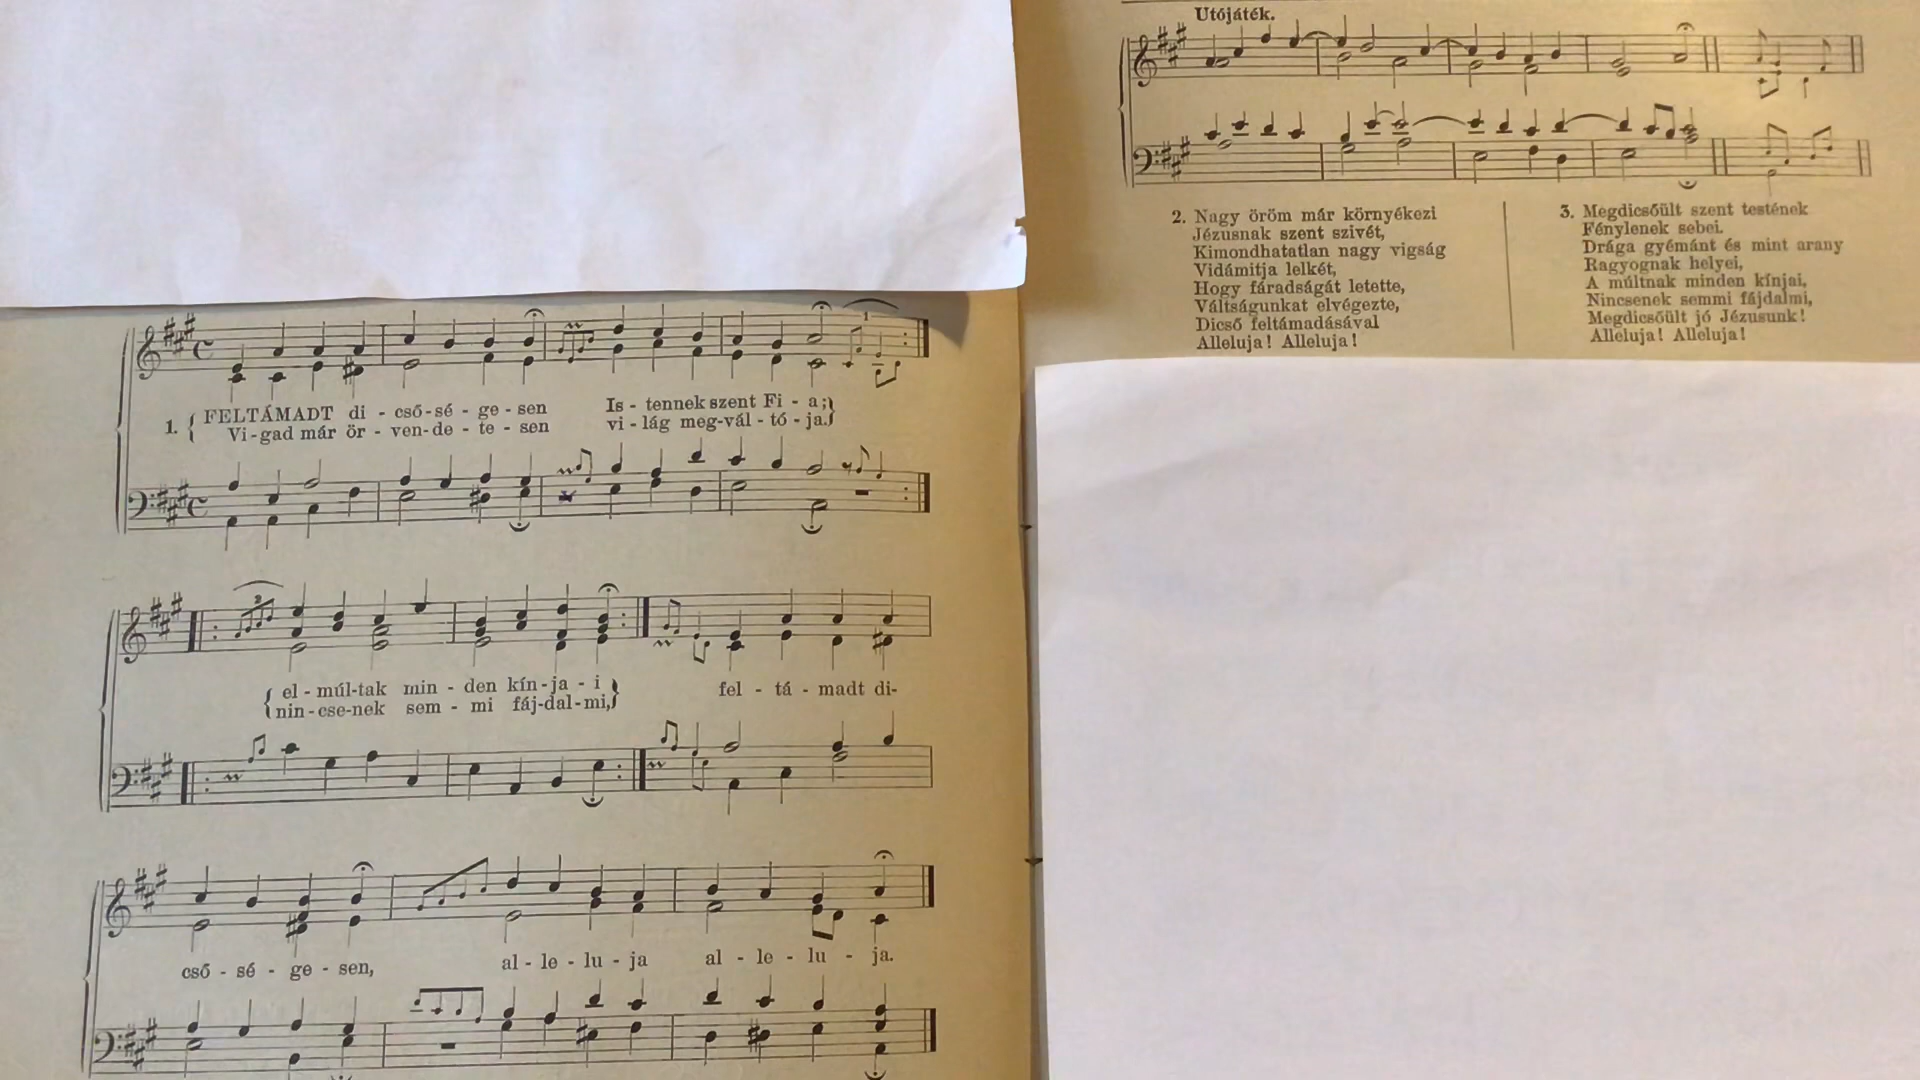 1. { FELTÁMADT di - cső - sé - ge - sen Is - tennek szent Fi - a; }
Vi - gad már ör - ven - de - te - sen vi - lág meg - vál - tó - ja.
{ el - múl - tak min - den kín - ja - i } fel - tá - madt di-
nin - cse - nek sem - mi fáj - dal - mi,
cső - sé - ge - sen, al - le - lu - ja al - le - lu - ja.
Utójáték.
2. Nagy öröm már környékezi
Jézusnak szent szivét,
Kimondhatatlan nagy vigság
Vidámitja lelkét,
Hogy fáradságát letette,
Váltságunkat elvégezte,
Dicső feltámadásával
Alleluja! Alleluja!
3. Megdicsőült szent testének
Fénylenek sebei.
Drága gyémánt és mint arany
Ragyognak helyei,
A múltnak minden kínjai,
Nincsenek semmi fájdalmi,
Megdicsőült jó Jézusunk!
Alleluja! Alleluja!